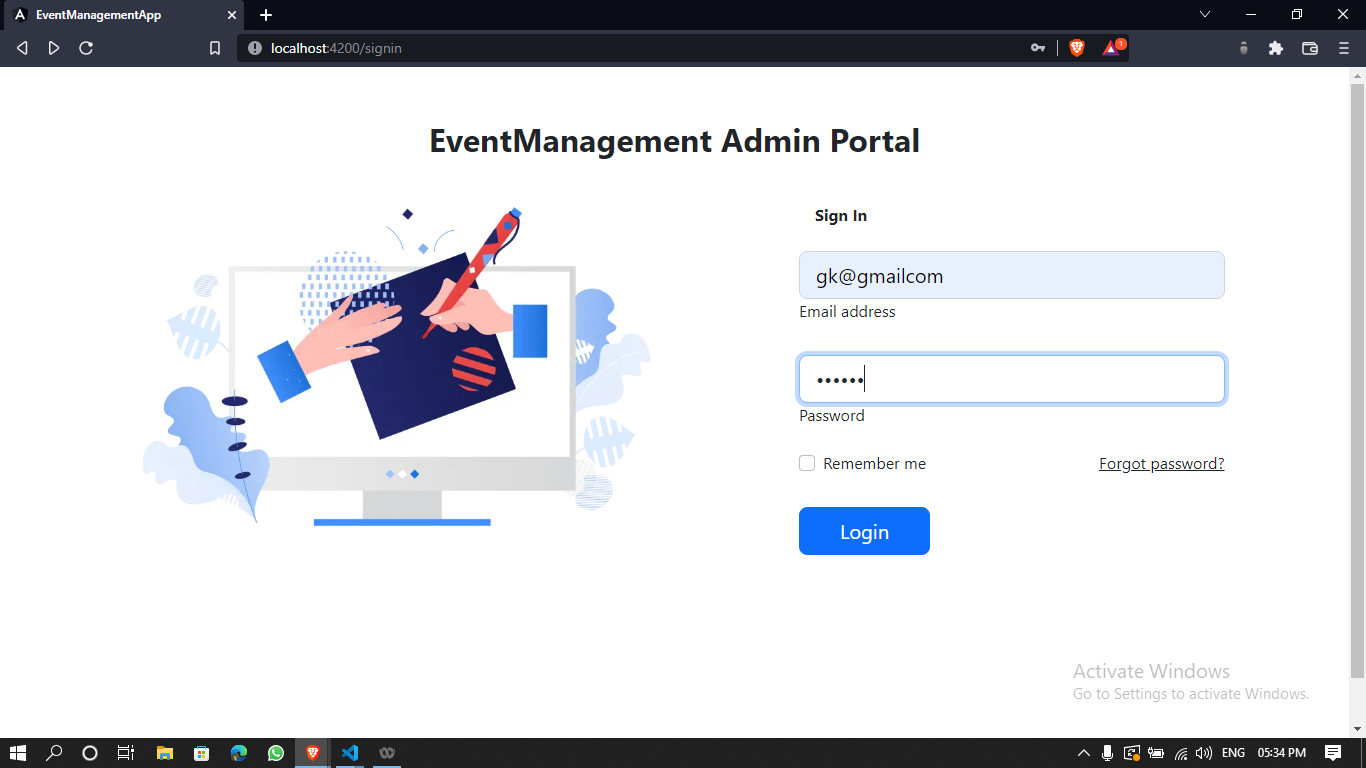 EventManagementApp
localhost:4200/signin
1
EventManagement Admin Portal
Sign In
gk@gmailcom
Email address
••••••
Password
Remember me
Forgot password?
Login
Activate Windows
Go to Settings to activate Windows.
ENG
05:34 PM